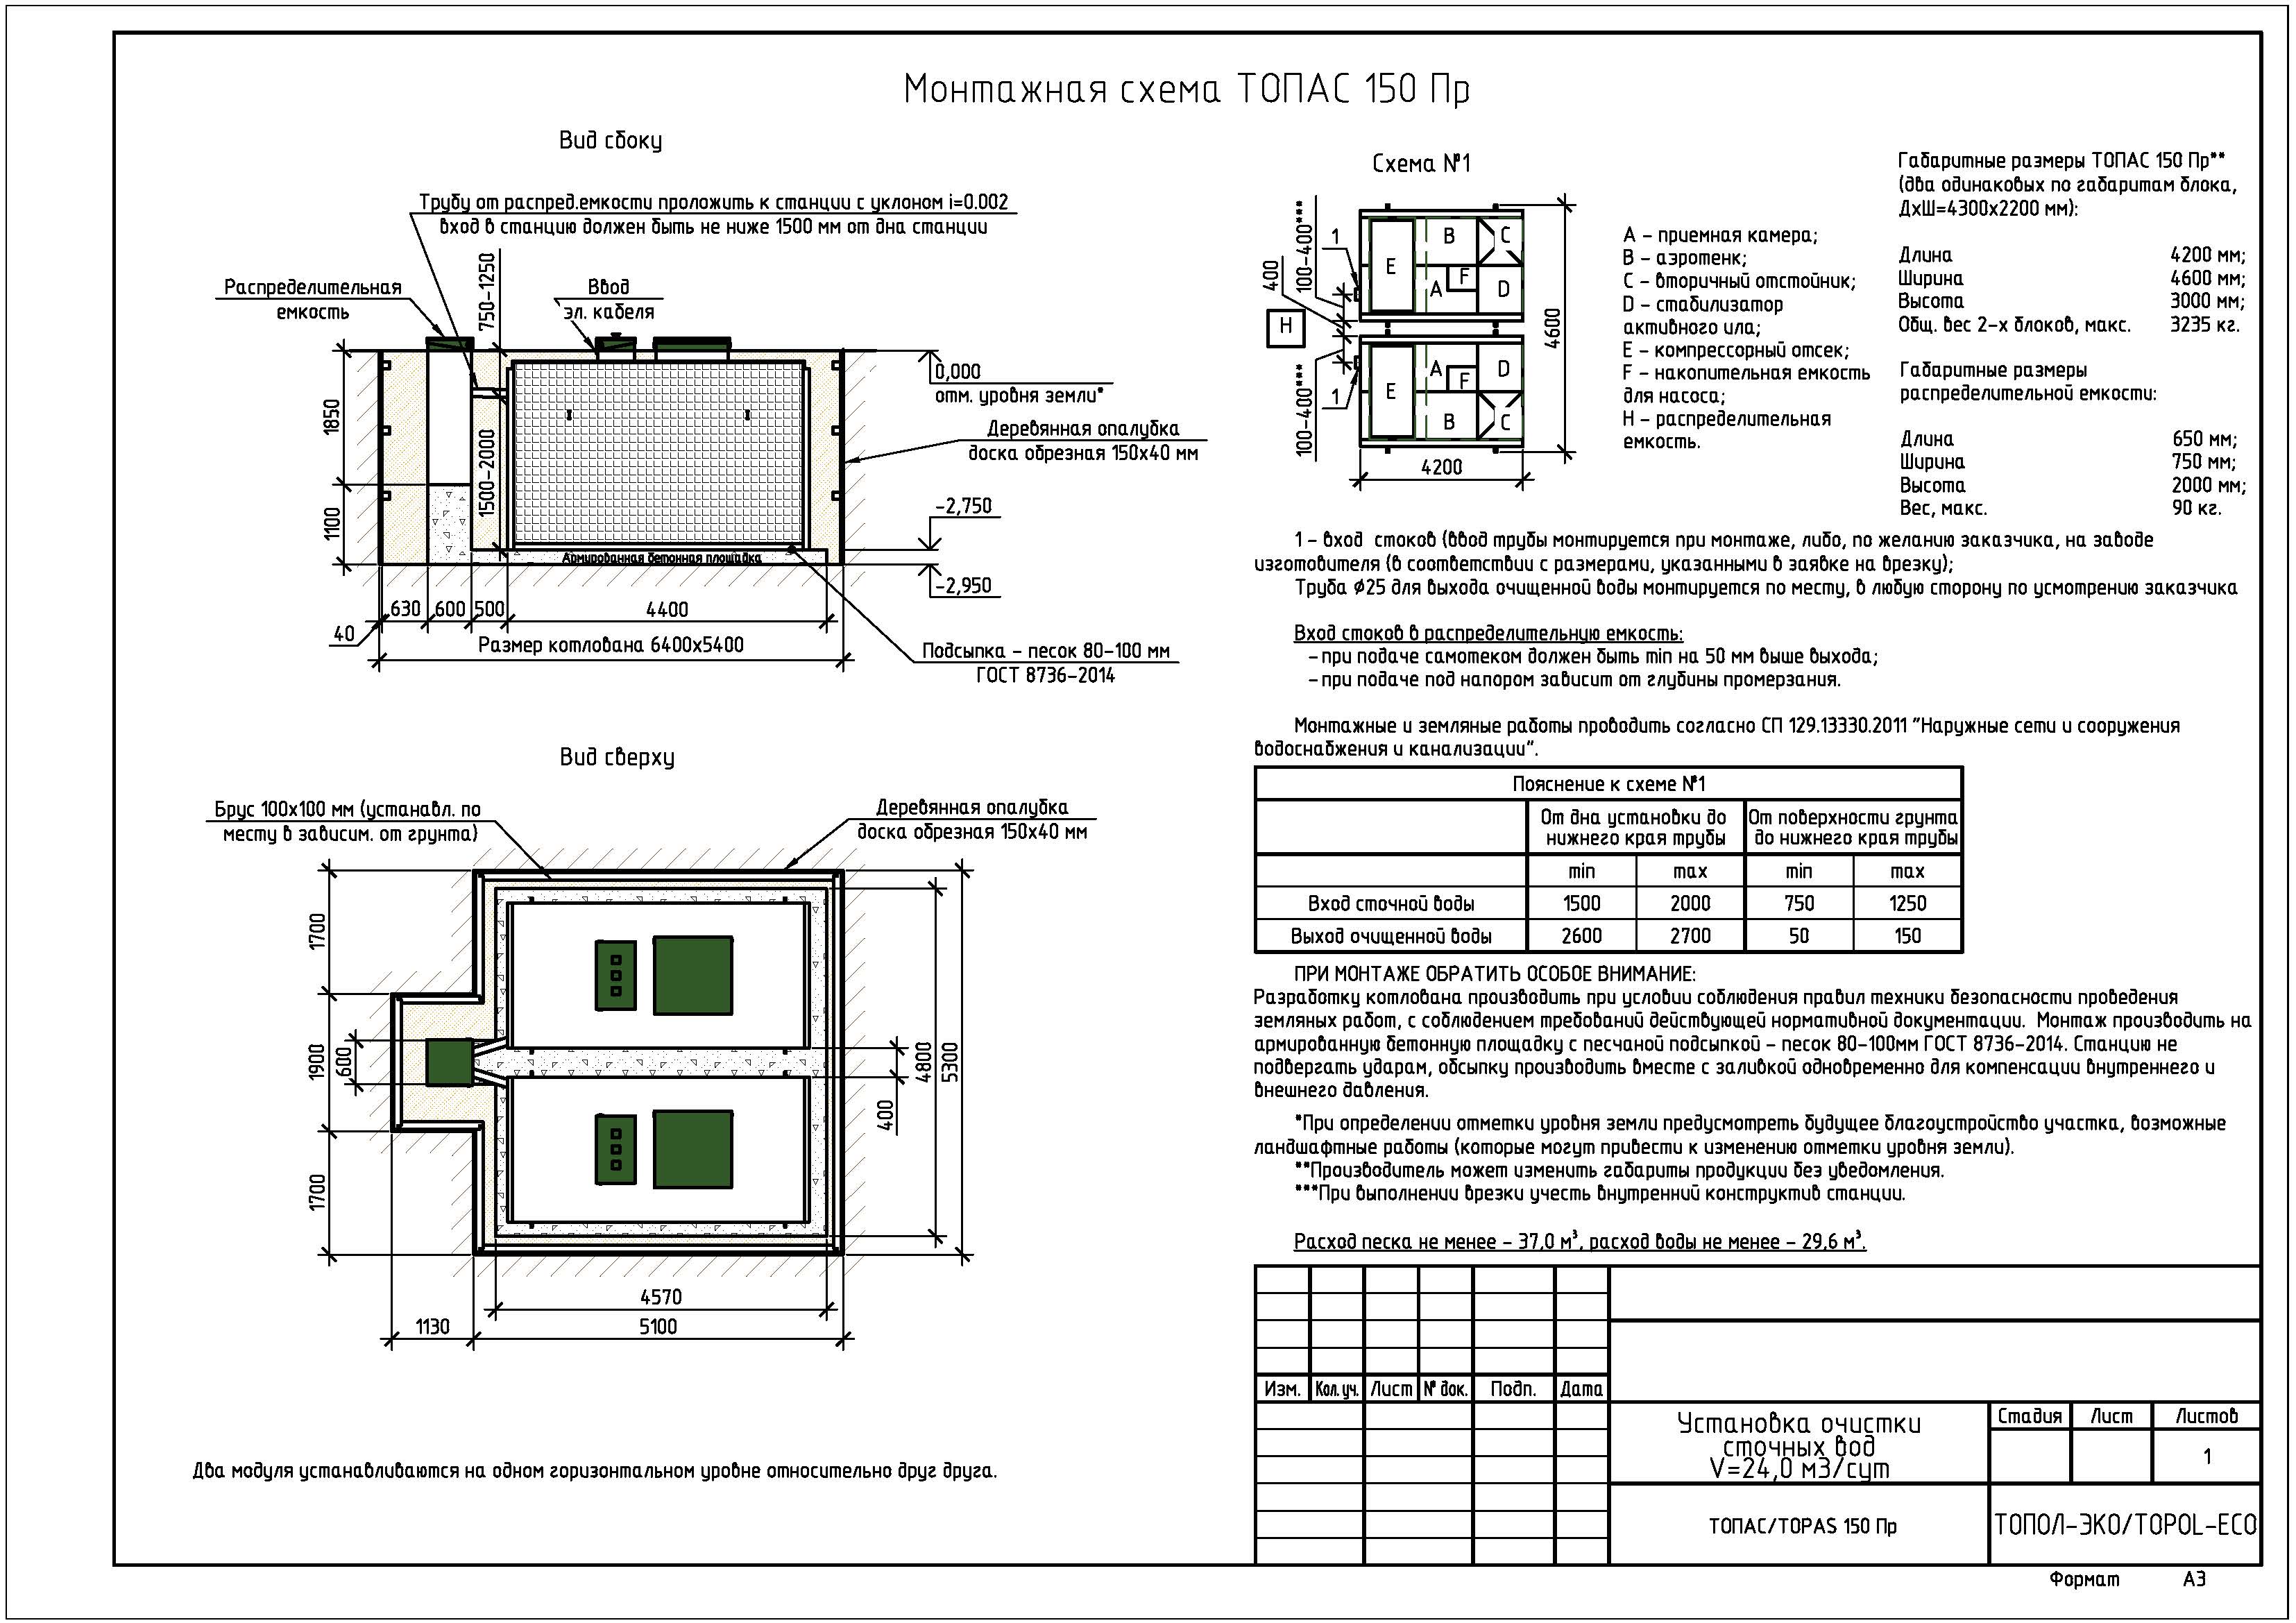 Монтажная схема ТОПАС 150 Пр
Вид сбоку
Трубу от распред.емкости проложить к станции с уклоном i=0.002
вход в станцию должен быть не ниже 1500 мм от дна станции
Распределительная
емкость
750-1250
Ввод
эл. кабеля
0,000
отм. уровня земли*
1850
1100
1500-2000
Деревянная опалубка
доска обрезная 150х40 мм
-2,750
Армированная бетонная площадка
-2,950
630
600
500
4400
40
Размер котлована 6400х5400
Подсыпка - песок 80-100 мм
ГОСТ 8736-2014
Вид сверху
Брус 100х100 мм (устанавл. по
месту в зависим. от грунта)
Деревянная опалубка
доска обрезная 150х40 мм
1700
1900
600
1700
400
4800
5300
4570
1130
5100
Два модуля устанавливаются на одном горизонтальном уровне относительно друг друга.
Схема №1
400
100-400***
100-400***
1
1
H
E
B
C
A
F
D
E
A
F
D
B
C
4600
4200
А - приемная камера;
В - аэротенк;
С - вторичный отстойник;
D - стабилизатор
активного ила;
Е - компрессорный отсек;
F - накопительная емкость
для насоса;
Н - распределительная
емкость.
Габаритные размеры ТОПАС 150 Пр**
(два одинаковых по габаритам блока,
ДхШ=4300х2200 мм):
Длина 4200 мм;
Ширина 4600 мм;
Высота 3000 мм;
Общ. вес 2-х блоков, макс. 3235 кг.
Габаритные размеры
распределительной емкости:
Длина 650 мм;
Ширина 750 мм;
Высота 2000 мм;
Вес, макс. 90 кг.
1 - вход стоков (ввод трубы монтируется при монтаже, либо, по желанию заказчика, на заводе
изготовителя (в соответствии с размерами, указанными в заявке на врезку);
Труба ⌀25 для выхода очищенной воды монтируется по месту, в любую сторону по усмотрению заказчика
Вход стоков в распределительную емкость:
- при подаче самотеком должен быть min на 50 мм выше выхода;
- при подаче под напором зависит от глубины промерзания.
Монтажные и земляные работы проводить согласно СП 129.13330.2011 "Наружные сети и сооружения
водоснабжения и канализации".
Пояснение к схеме №1
От дна установки до нижнего края трубы
От поверхности грунта до нижнего края трубы
min max min max
Вход сточной воды 1500 2000 750 1250
Выход очищенной воды 2600 2700 50 150
ПРИ МОНТАЖЕ ОБРАТИТЬ ОСОБОЕ ВНИМАНИЕ:
Разработку котлована производить при условии соблюдения правил техники безопасности проведения
земляных работ, с соблюдением требований действующей нормативной документации. Монтаж производить на
армированную бетонную площадку с песчаной подсыпкой - песок 80-100мм ГОСТ 8736-2014. Станцию не
подвергать ударам, обсыпку производить вместе с заливкой одновременно для компенсации внутреннего и
внешнего давления.
*При определении отметки уровня земли предусмотреть будущее благоустройство участка, возможные
ландшафтные работы (которые могут привести к изменению отметки уровня земли).
**Производитель может изменить габариты продукции без уведомления.
***При выполнении врезки учесть внутренний конструктив станции.
Расход песка не менее - 37,0 м³, расход воды не менее - 29,6 м³.
Изм. Кол.уч. Лист № док. Подп. Дата
Установка очистки
сточных вод
V=24,0 м3/сут
Стадия Лист Листов
1
ТОПАС/TOPAS 150 Пр
ТОПОЛ-ЭКО/TOPOL-ECO
Формат А3